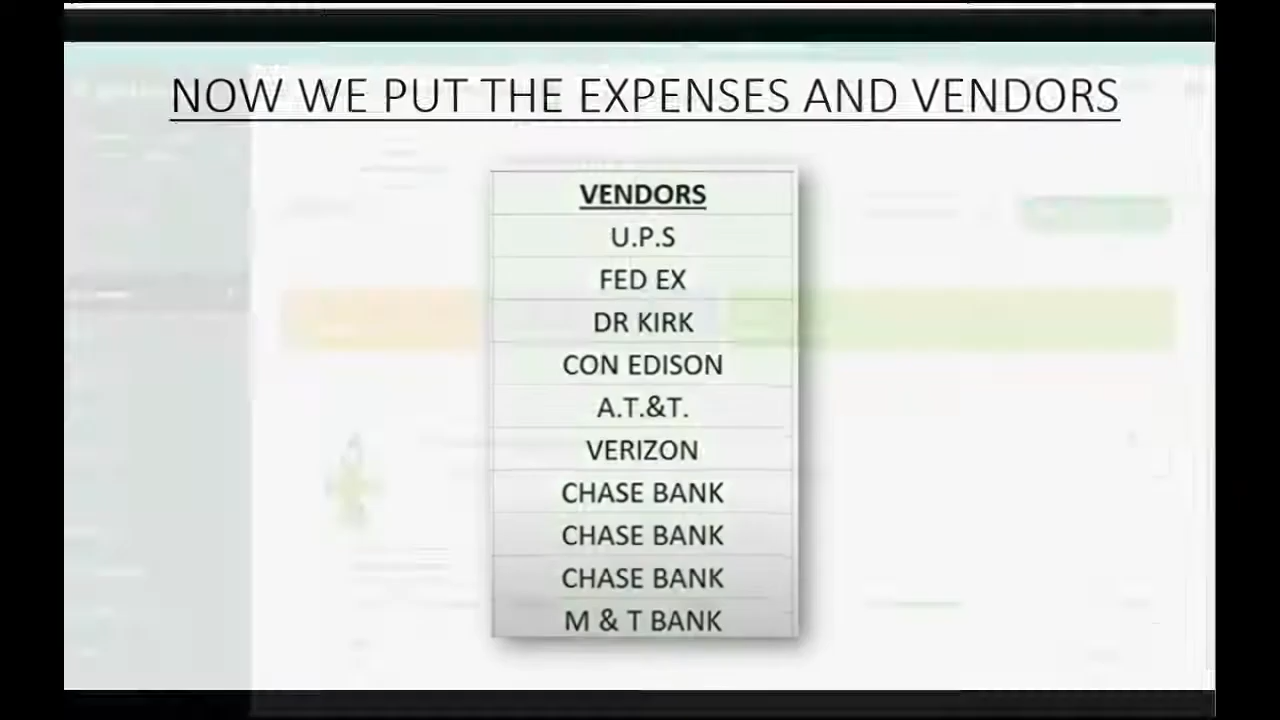 NOW WE PUT THE EXPENSES AND VENDORS
VENDORS
U.P.S
FED EX
DR KIRK
CON EDISON
A.T.&T.
VERIZON
CHASE BANK
CHASE BANK
CHASE BANK
M & T BANK